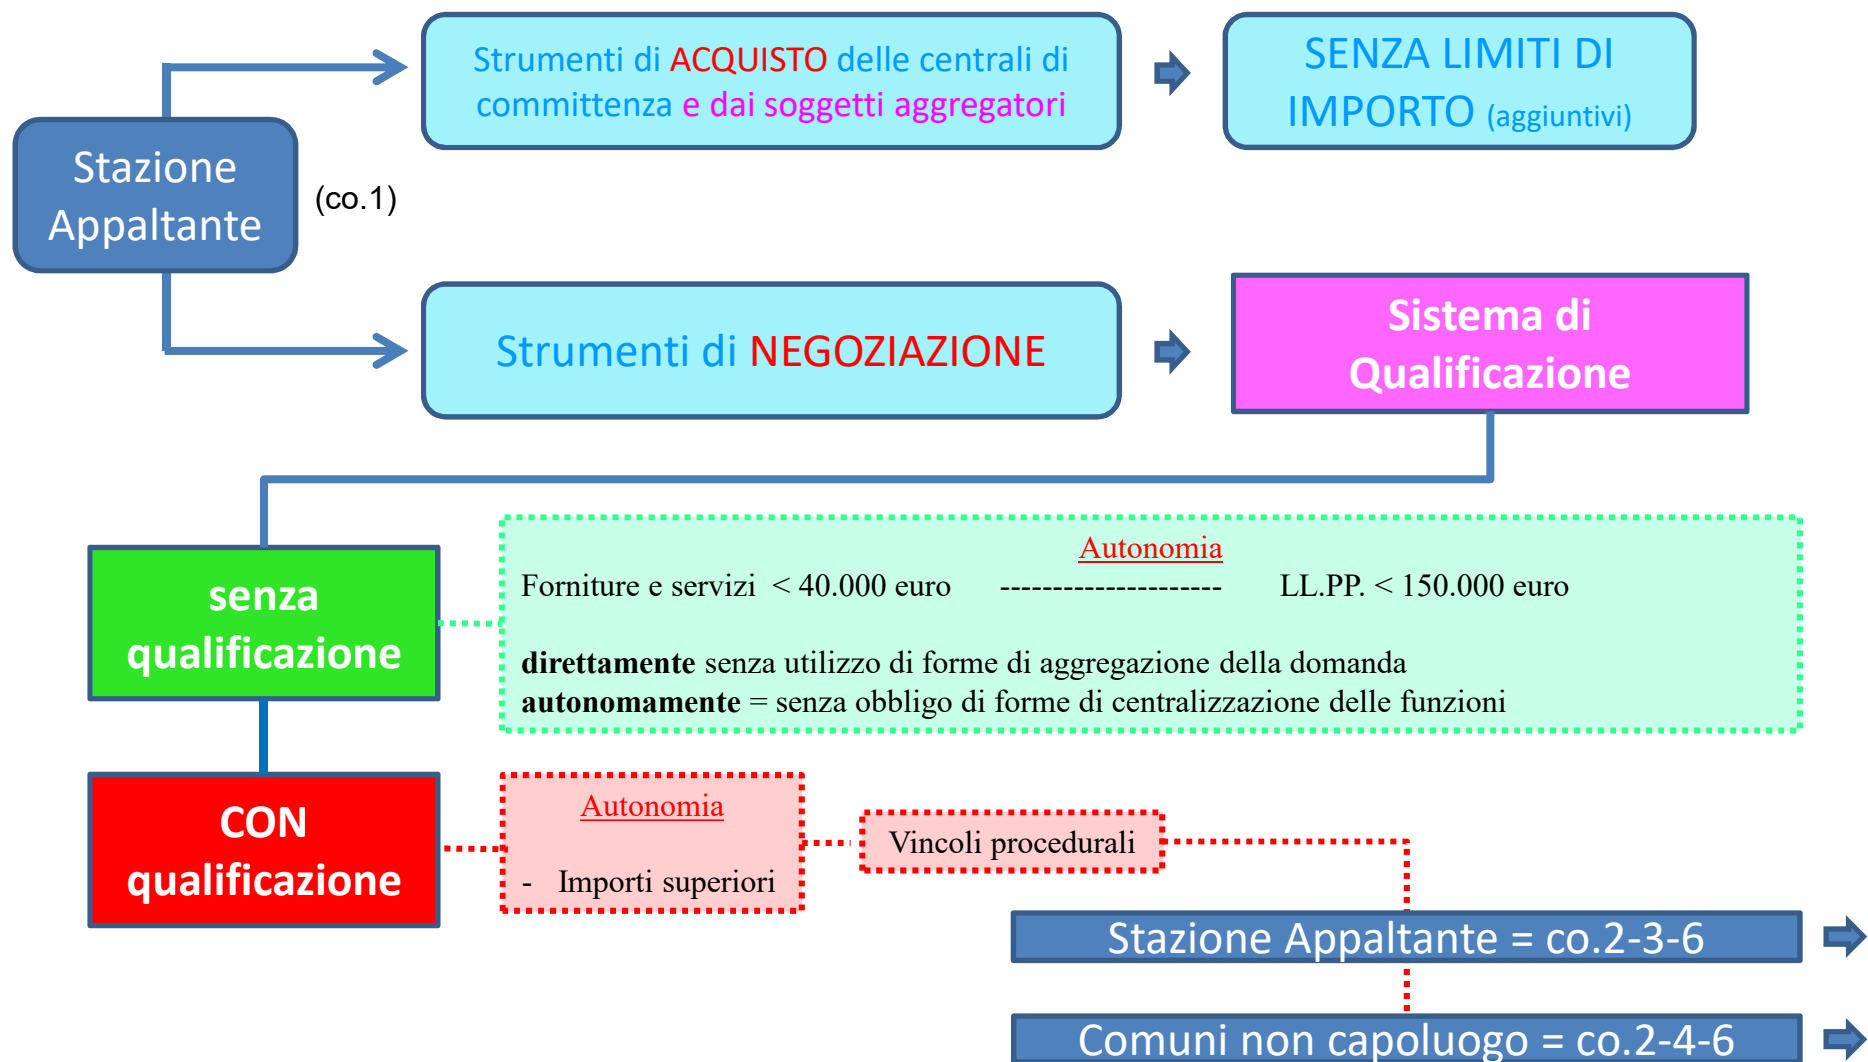 Strumenti di ACQUISTO delle centrali di
committenza e dai soggetti aggregatori
SENZA LIMITI DI
IMPORTO (aggiuntivi)
Stazione
Appaltante
(co.1)
Strumenti di NEGOZIAZIONE
Sistema di
Qualificazione
senza
qualificazione
Autonomia
Forniture e servizi < 40.000 euro --------------------- LL.PP. < 150.000 euro
direttamente senza utilizzo di forme di aggregazione della domanda
autonomamente = senza obbligo di forme di centralizzazione delle funzioni
CON
qualificazione
Autonomia
- Importi superiori
Vincoli procedurali
Stazione Appaltante = co.2-3-6
Comuni non capoluogo = co.2-4-6